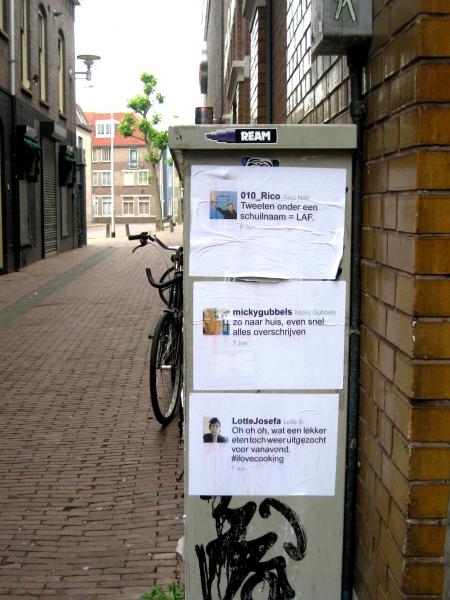 REAM
010_Rico Rico Nab
Tweeten onder een
schuilnaam = LAF.
6 Jun
mickygubbels Micky Gubbels
zo naar huis, even snel
alles overschrijven
7 Jun
LotteJosefa Lotte B.
Oh oh oh, wat een lekker
eten toch weer uitgezocht
voor vanavond.
#ilovecooking
7 Jun